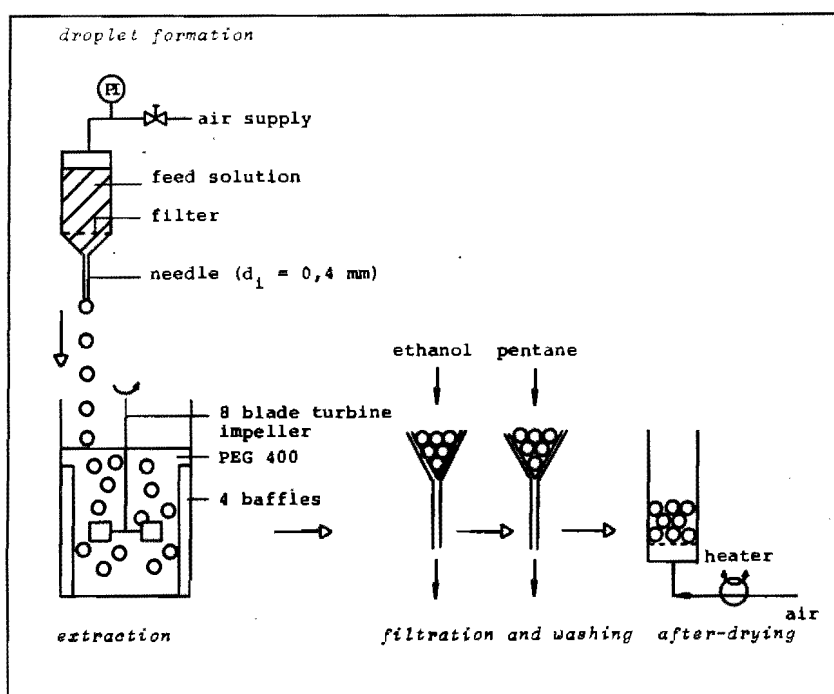 droplet formation
PI
air supply
feed solution
filter
needle (di = 0,4 mm)
ethanol pentane
8 blade turbine
impeller
PEG 400
4 baffles
heater
air
extraction
filtration and washing after-drying